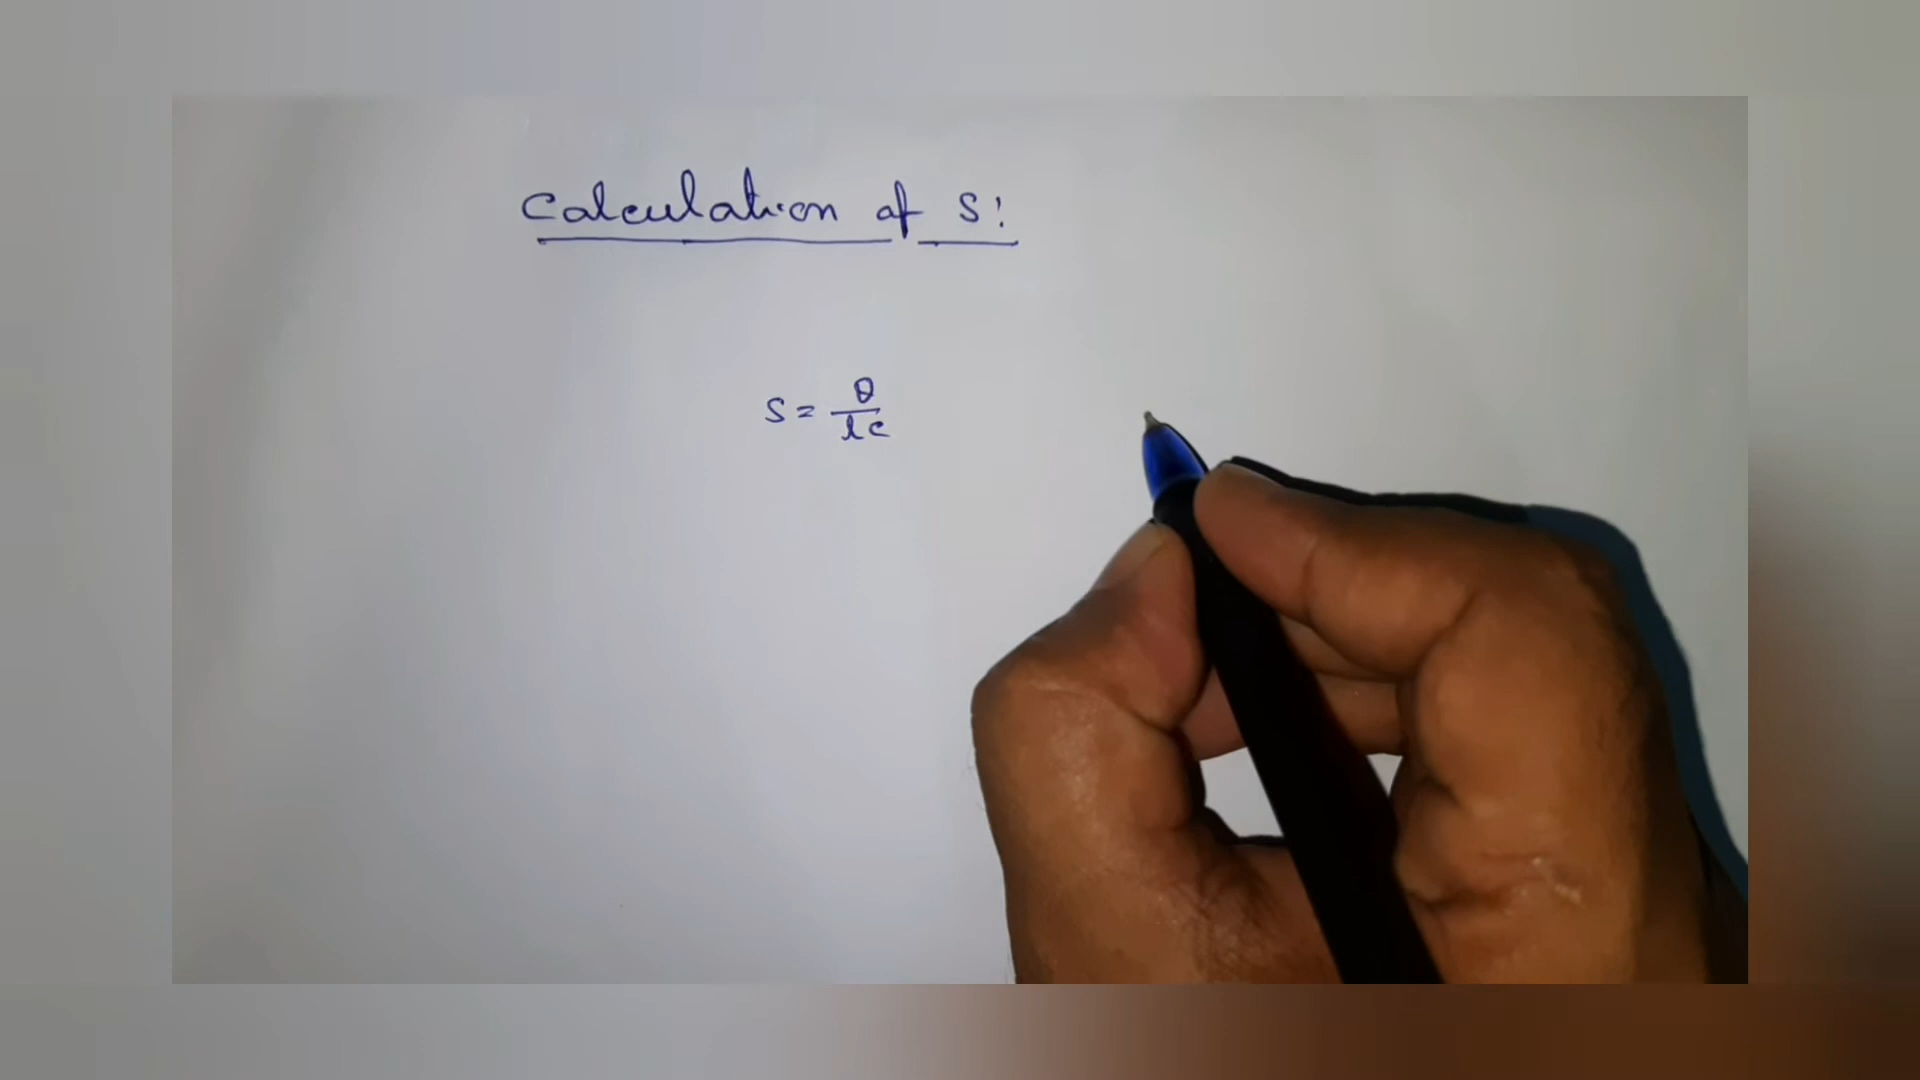 Calculation of S:
S = θ / lc